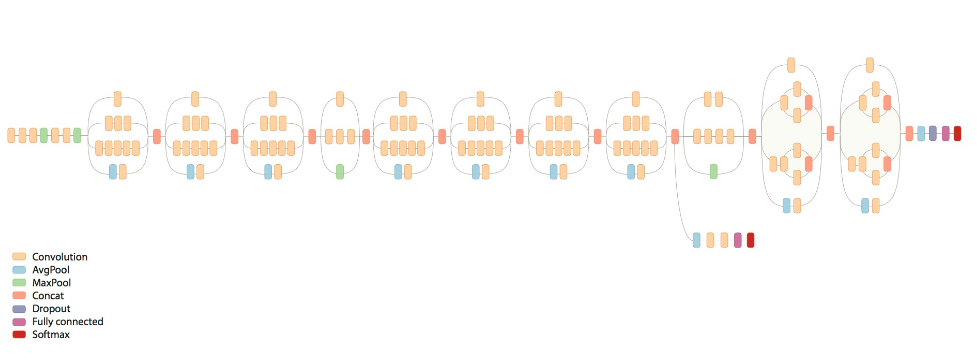 Convolution
AvgPool
MaxPool
Concat
Dropout
Fully connected
Softmax